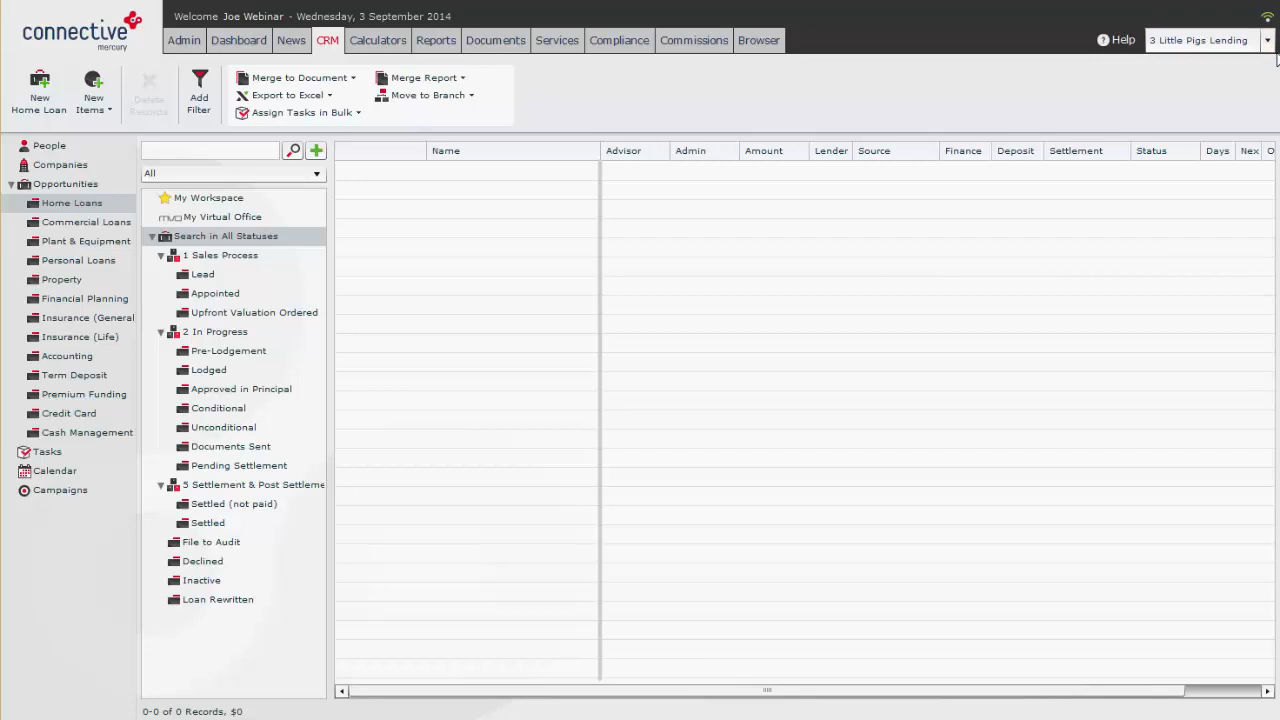 connective
mercury
Welcome Joe Webinar - Wednesday, 3 September 2014
Admin Dashboard News CRM Calculators Reports Documents Services Compliance Commissions Browser
Help 3 Little Pigs Lending
New Home Loan
New Items
Delete Records
Add Filter
Merge to Document
Merge Report
Export to Excel
Move to Branch
Assign Tasks in Bulk
People
Companies
Opportunities
Home Loans
Commercial Loans
Plant & Equipment
Personal Loans
Property
Financial Planning
Insurance (General
Insurance (Life)
Accounting
Term Deposit
Premium Funding
Credit Card
Cash Management
Tasks
Calendar
Campaigns
All
My Workspace
mvo My Virtual Office
Search in All Statuses
1 Sales Process
Lead
Appointed
Upfront Valuation Ordered
2 In Progress
Pre-Lodgement
Lodged
Approved in Principal
Conditional
Unconditional
Documents Sent
Pending Settlement
5 Settlement & Post Settleme
Settled (not paid)
Settled
File to Audit
Declined
Inactive
Loan Rewritten
Name Advisor Admin Amount Lender Source Finance Deposit Settlement Status Days Nex O
0-0 of 0 Records, $0